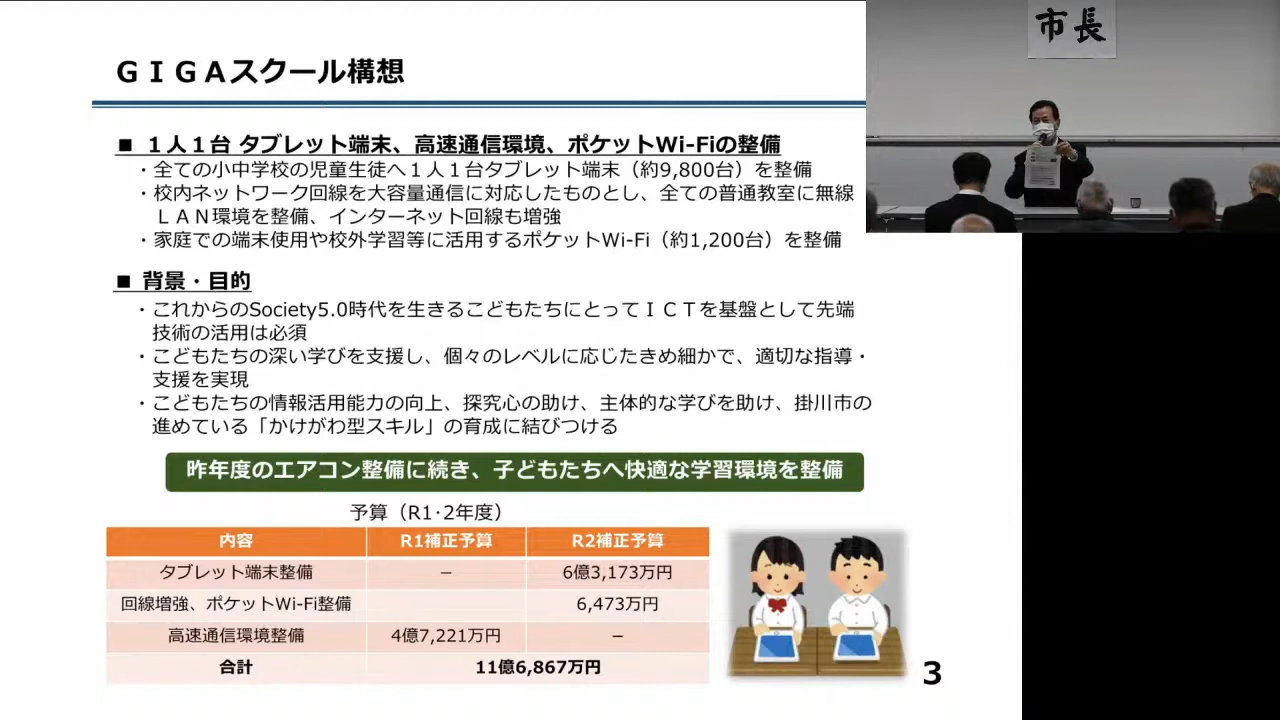 ＧＩＧＡスクール構想
市長
■ １人１台 タブレット端末、高速通信環境、ポケットWi-Fiの整備
・全ての小中学校の児童生徒へ１人１台タブレット端末（約9,800台）を整備
・校内ネットワーク回線を大容量通信に対応したものとし、全ての普通教室に無線
ＬＡＮ環境を整備、インターネット回線も増強
・家庭での端末使用や校外学習等に活用するポケットWi-Fi（約1,200台）を整備
■ 背景・目的
・これからのSociety5.0時代を生きるこどもたちにとってＩＣＴを基盤として先端
技術の活用は必須
・こどもたちの深い学びを支援し、個々のレベルに応じたきめ細かで、適切な指導・
支援を実現
・こどもたちの情報活用能力の向上、探究心の助け、主体的な学びを助け、掛川市の
進めている「かけがわ型スキル」の育成に結びつける
昨年度のエアコン整備に続き、子どもたちへ快適な学習環境を整備
予算（R1･2年度）
内容 R1補正予算 R2補正予算
タブレット端末整備 － 6億3,173万円
回線増強、ポケットWi-Fi整備 6,473万円
高速通信環境整備 4億7,221万円 －
合計 11億6,867万円
3